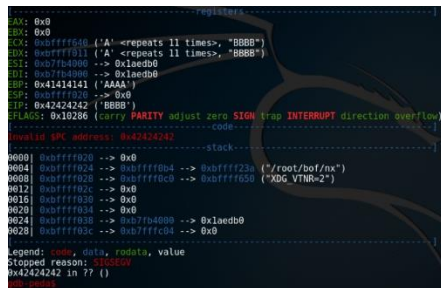 [----------------------------------registers-----------------------------------]
EAX: 0x0
EBX: 0x0
ECX: 0xbffff640 ('A' <repeats 11 times>, "BBBB")
EDX: 0xbffff011 ('A' <repeats 11 times>, "BBBB")
ESI: 0xb7fb4000 --> 0x1aedb0
EDI: 0xb7fb4000 --> 0x1aedb0
EBP: 0x41414141 ('AAAA')
ESP: 0xbffff020 --> 0x0
EIP: 0x42424242 ('BBBB')
EFLAGS: 0x10286 (carry PARITY adjust zero SIGN trap INTERRUPT direction overflow)
[-------------------------------------code-------------------------------------]
Invalid $PC address: 0x42424242
[------------------------------------stack-------------------------------------]
0000| 0xbffff020 --> 0x0
0004| 0xbffff024 --> 0xbffff0b4 --> 0xbffff23a ("/root/bof/nx")
0008| 0xbffff028 --> 0xbffff0c0 --> 0xbffff650 ("XDG_VTNR=2")
0012| 0xbffff02c --> 0x0
0016| 0xbffff030 --> 0x0
0020| 0xbffff034 --> 0x0
0024| 0xbffff038 --> 0xb7fb4000 --> 0x1aedb0
0028| 0xbffff03c --> 0xb7fffc04 --> 0x0
[------------------------------------------------------------------------------]
Legend: code, data, rodata, value
Stopped reason: SIGSEGV
0x42424242 in ?? ()
gdb-peda$